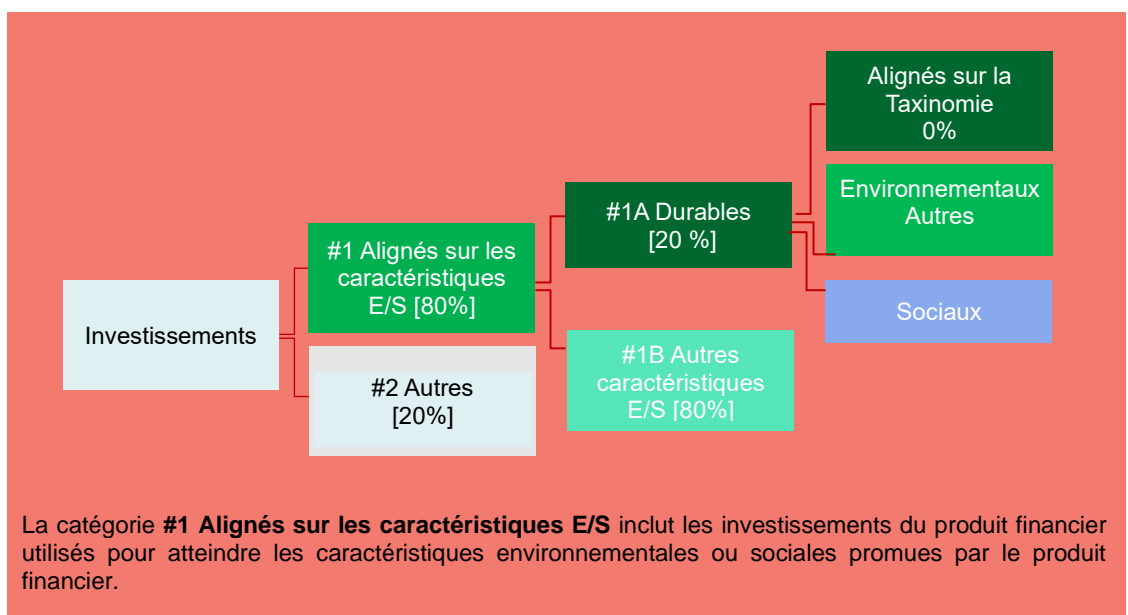 Investissements
#1 Alignés sur les
caractéristiques
E/S [80%]
#2 Autres
[20%]
#1A Durables
[20 %]
#1B Autres
caractéristiques
E/S [80%]
Alignés sur la
Taxinomie
0%
Environnementaux
Autres
Sociaux
La catégorie #1 Alignés sur les caractéristiques E/S inclut les investissements du produit financier
utilisés pour atteindre les caractéristiques environnementales ou sociales promues par le produit
financier.